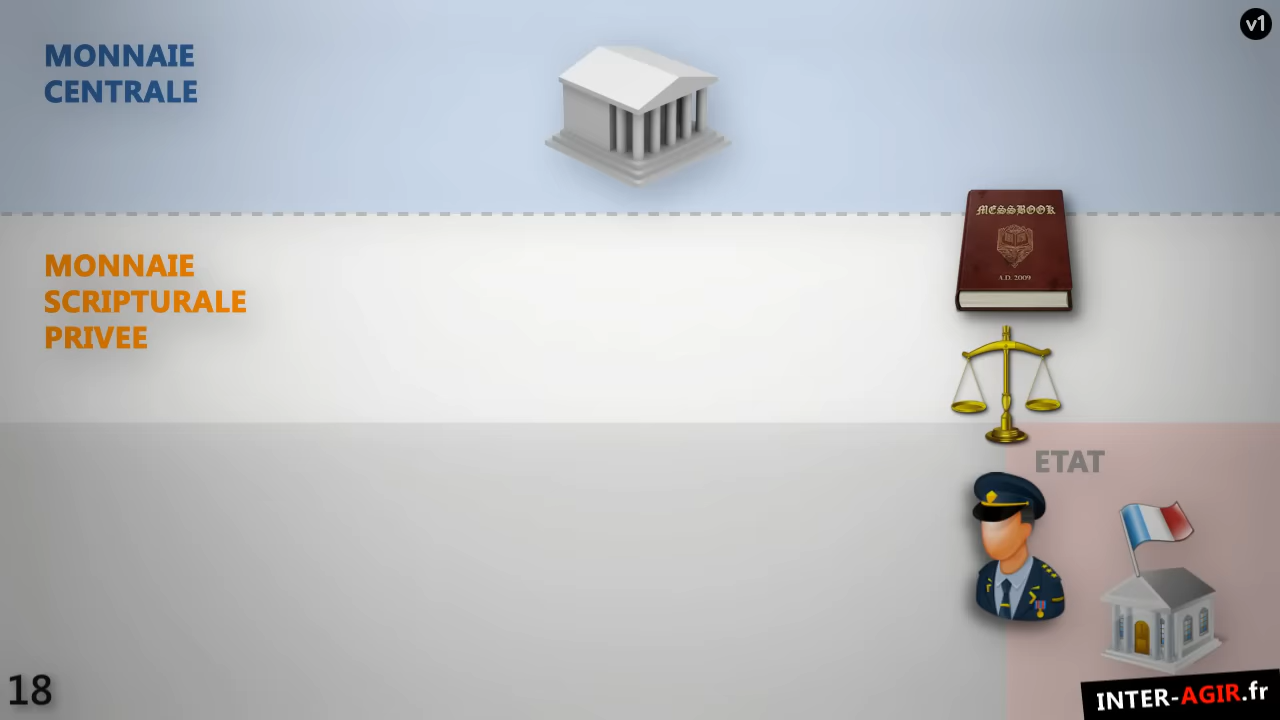 v1
MONNAIE
CENTRALE
MESSBOOK
A.D. 2009
MONNAIE
SCRIPTURALE
PRIVEE
ETAT
18
INTER-AGIR.fr